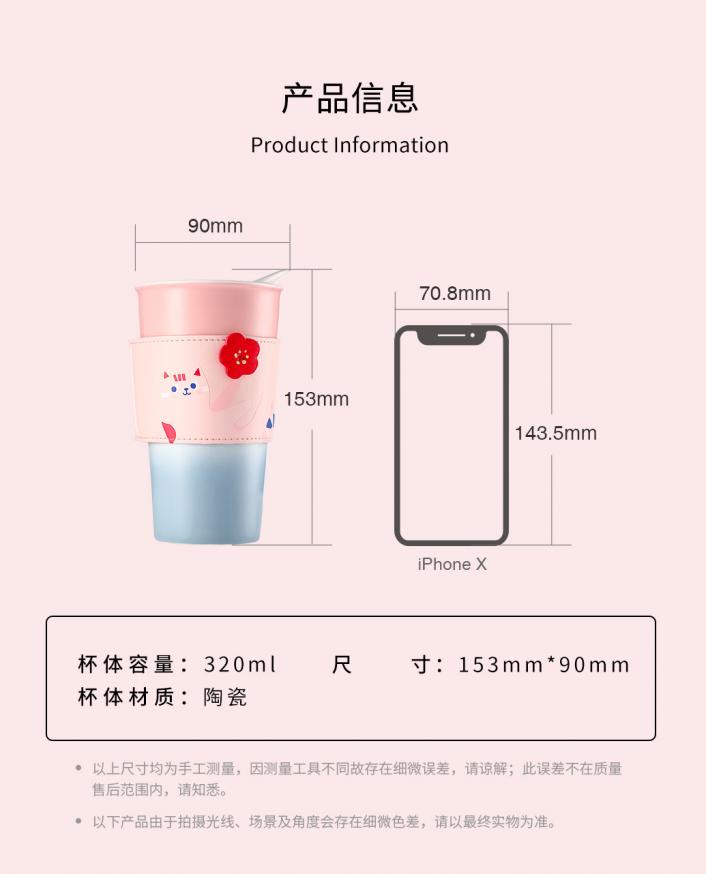 产品信息
Product Information
90mm
70.8mm
153mm
143.5mm
iPhone X
杯体容量：320ml 尺 寸：153mm*90mm
杯体材质：陶瓷
以上尺寸均为手工测量，因测量工具不同故存在细微误差，请谅解；此误差不在质量
售后范围内，请知悉。
以下产品由于拍摄光线、场景及角度会存在细微色差，请以最终实物为准。